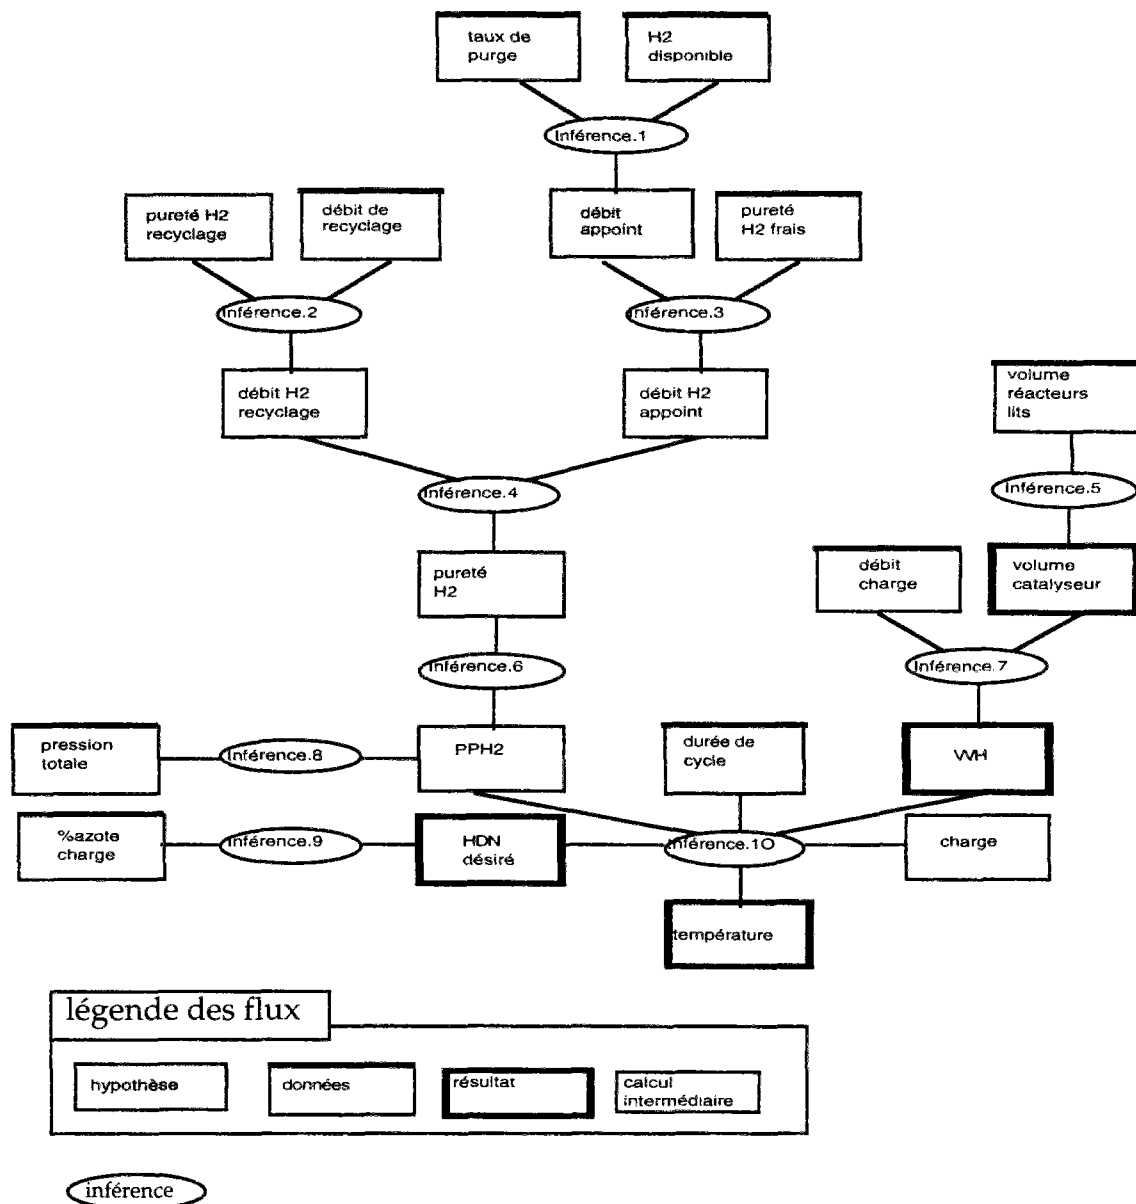 taux de
purge
H2
disponible
Inférence.1
pureté H2
recyclage
débit de
recyclage
débit
appoint
pureté
H2 frais
Inférence.2
Inférence.3
débit H2
recyclage
débit H2
appoint
volume
réacteurs
lits
Inférence.4
Inférence.5
pureté
H2
débit
charge
volume
catalyseur
Inférence.6
Inférence.7
pression
totale
Inférence.8
PPH2
durée de
cycle
VVH
%azote
charge
Inférence.9
HDN
désiré
Inférence.10
charge
température
légende des flux
hypothèse
données
résultat
calcul
intermédiaire
inférence